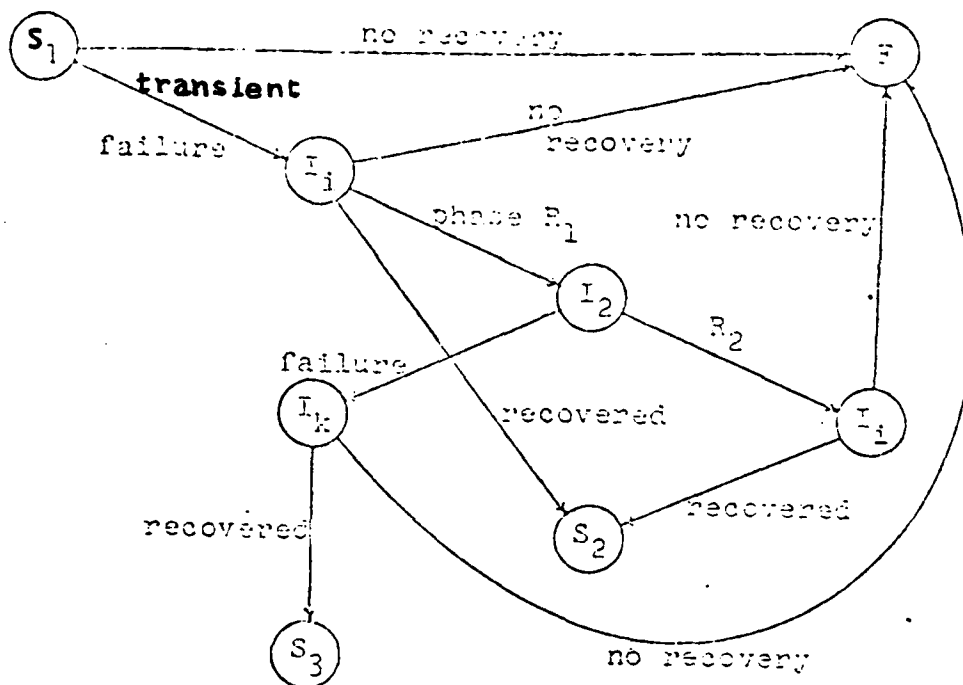 no recovery
S1
F
transient
no
recovery
failure
Ii
phase R1
no recovery
I2
R2
failure
Ik
recovered
Ii
recovered
recovered
S2
S3
no recovery